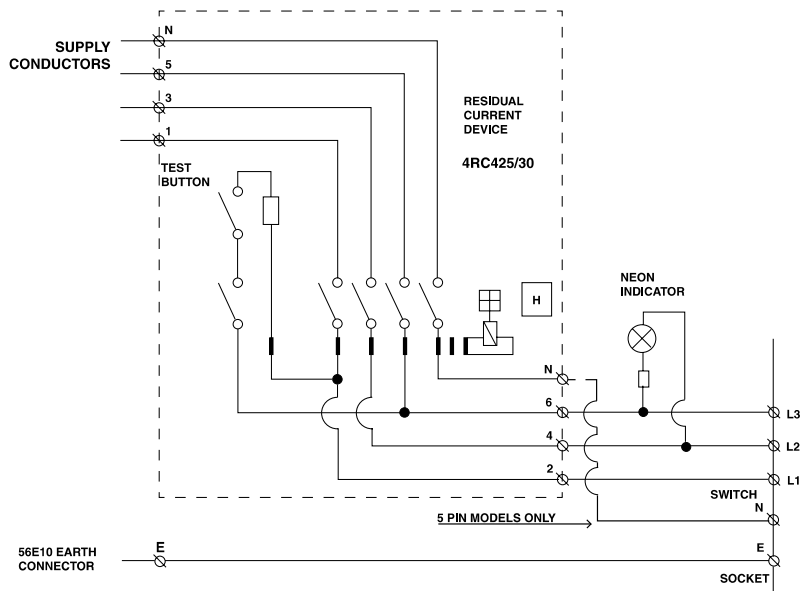 N
SUPPLY
CONDUCTORS
5
3
1
RESIDUAL
CURRENT
DEVICE
4RC425/30
TEST
BUTTON
H
NEON
INDICATOR
N
6
L3
4
L2
2
L1
SWITCH
N
5 PIN MODELS ONLY
56E10 EARTH
CONNECTOR
E
E
SOCKET